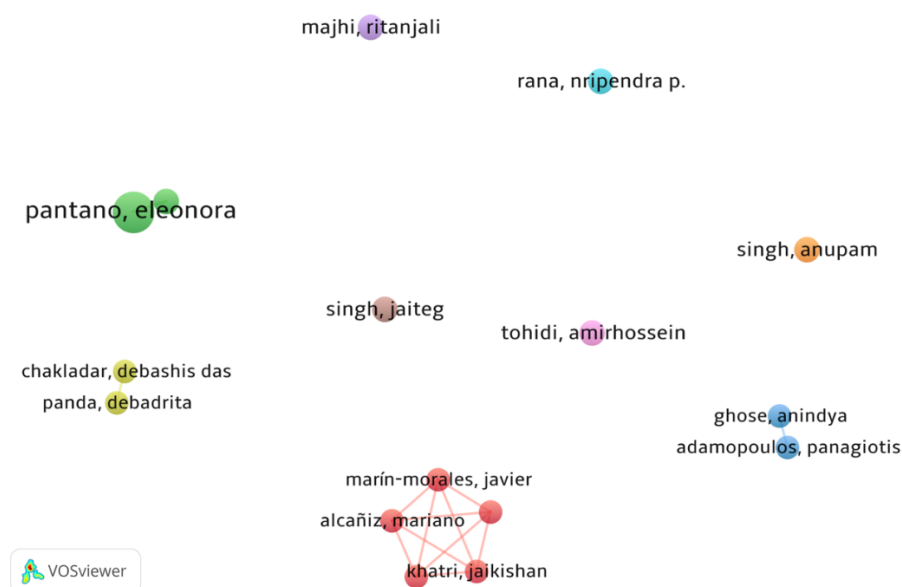 majhi, ritanjali
rana, nripendra p.
pantano, eleonora
singh, anupam
singh, jaiteg
tohidi, amirhossein
chakladar, debashis das
panda, debadrita
ghose, anindya
adamopoulos, panagiotis
marín-morales, javier
alcañiz, mariano
khatri, jaikishan
VOSviewer